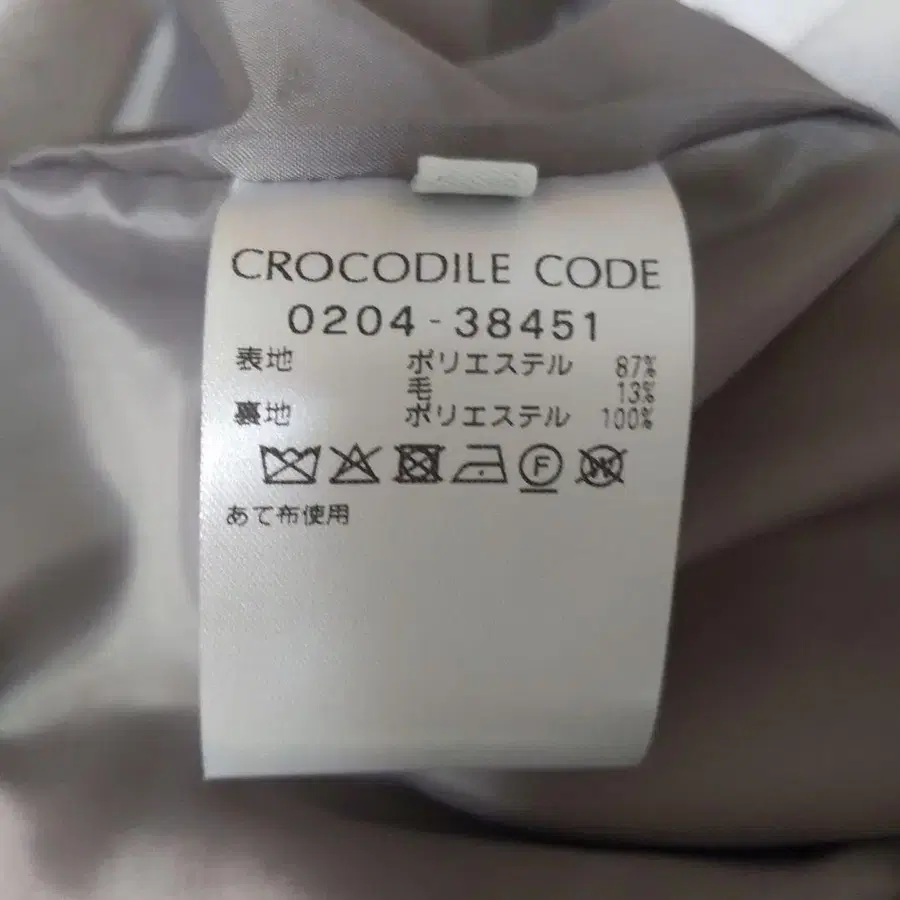 CROCODILE CODE
0204-38451
表地 ポリエステル 87%
毛 13%
裏地 ポリエステル 100%
F W
あて布使用